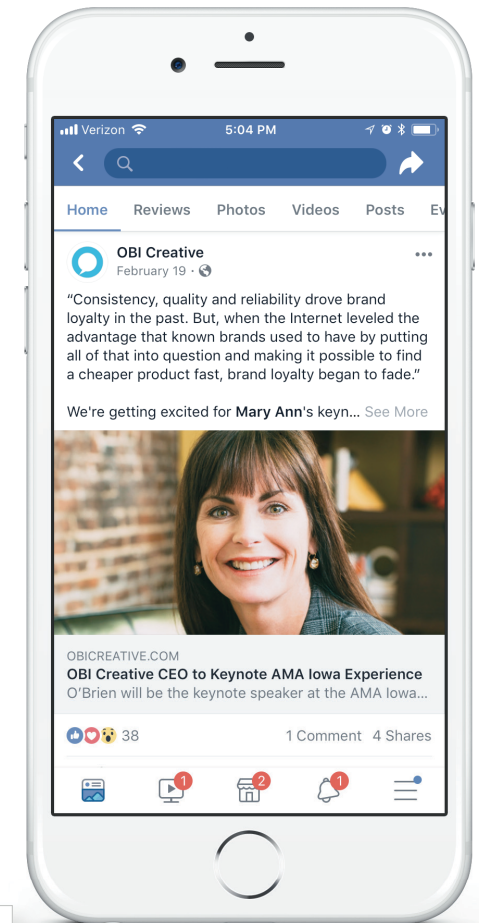 Verizon 5:04 PM
Home Reviews Photos Videos Posts Ev
OBI Creative
February 19 ·
“Consistency, quality and reliability drove brand
loyalty in the past. But, when the Internet leveled the
advantage that known brands used to have by putting
all of that into question and making it possible to find
a cheaper product fast, brand loyalty began to fade.”
We're getting excited for Mary Ann's keyn... See More
OBICREATIVE.COM
OBI Creative CEO to Keynote AMA Iowa Experience
O’Brien will be the keynote speaker at the AMA Iowa...
38 1 Comment 4 Shares
1 2 1